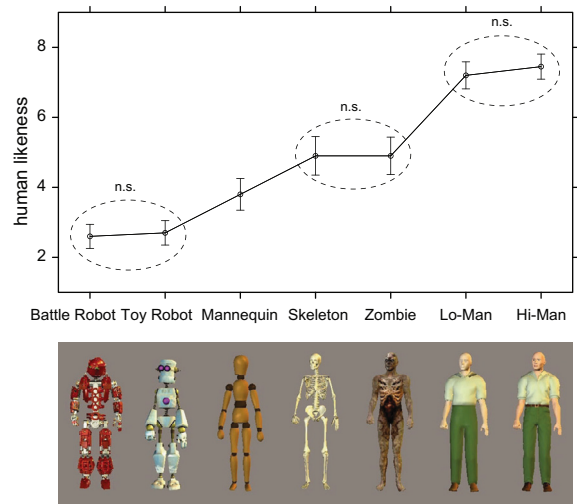 n.s.
8
n.s.
6
human likeness
n.s.
4
2
Battle Robot Toy Robot Mannequin Skeleton Zombie Lo-Man Hi-Man